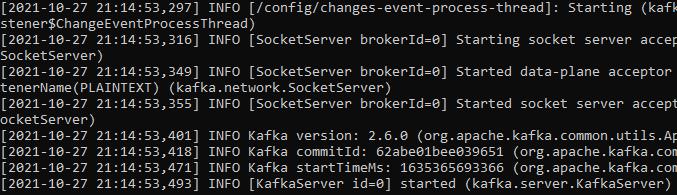 [2021-10-27 21:14:53,297] INFO [/config/changes-event-process-thread]: Starting (kafk
stener$ChangeEventProcessThread)
[2021-10-27 21:14:53,316] INFO [SocketServer brokerId=0] Starting socket server accep
SocketServer)
[2021-10-27 21:14:53,349] INFO [SocketServer brokerId=0] Started data-plane acceptor
tenerName(PLAINTEXT) (kafka.network.SocketServer)
[2021-10-27 21:14:53,355] INFO [SocketServer brokerId=0] Started socket server accept
ocketServer)
[2021-10-27 21:14:53,401] INFO Kafka version: 2.6.0 (org.apache.kafka.common.utils.Ap
[2021-10-27 21:14:53,418] INFO Kafka commitId: 62abe01bee039651 (org.apache.kafka.com
[2021-10-27 21:14:53,471] INFO Kafka startTimeMs: 1635365693366 (org.apache.kafka.com
[2021-10-27 21:14:53,493] INFO [KafkaServer id=0] started (kafka.server.KafkaServer)